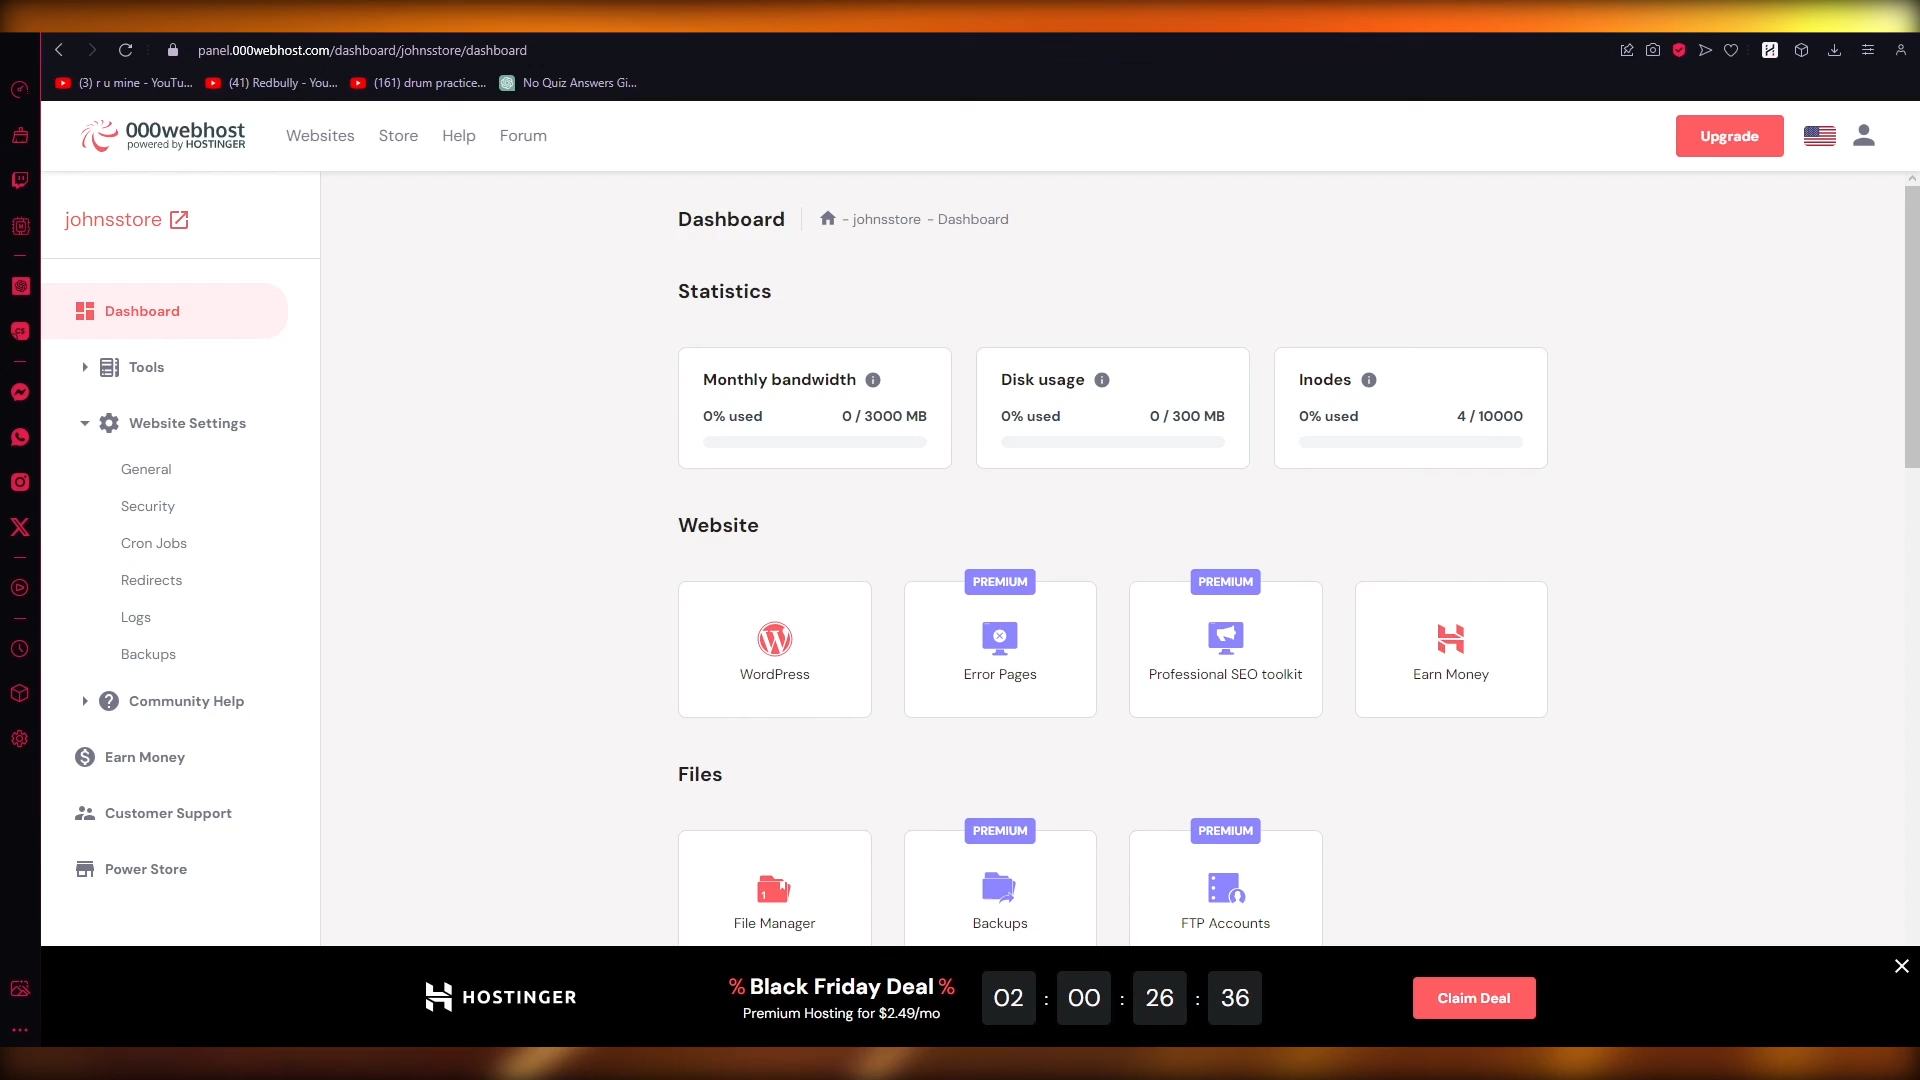 panel.000webhost.com/dashboard/johnsstore/dashboard
(3) r u mine - YouTu...
(41) Redbully - You...
(161) drum practice...
No Quiz Answers Gi...
000webhost
powered by HOSTINGER
Websites
Store
Help
Forum
Upgrade
johnsstore
Dashboard
Tools
Website Settings
General
Security
Cron Jobs
Redirects
Logs
Backups
Community Help
Earn Money
Customer Support
Power Store
Dashboard
- johnsstore - Dashboard
Statistics
Monthly bandwidth
0% used
0 / 3000 MB
Disk usage
0% used
0 / 300 MB
Inodes
0% used
4 / 10000
Website
WordPress
PREMIUM
Error Pages
PREMIUM
Professional SEO toolkit
Earn Money
Files
File Manager
PREMIUM
Backups
PREMIUM
FTP Accounts
HOSTINGER
% Black Friday Deal %
Premium Hosting for $2.49/mo
02 : 00 : 26 : 36
Claim Deal